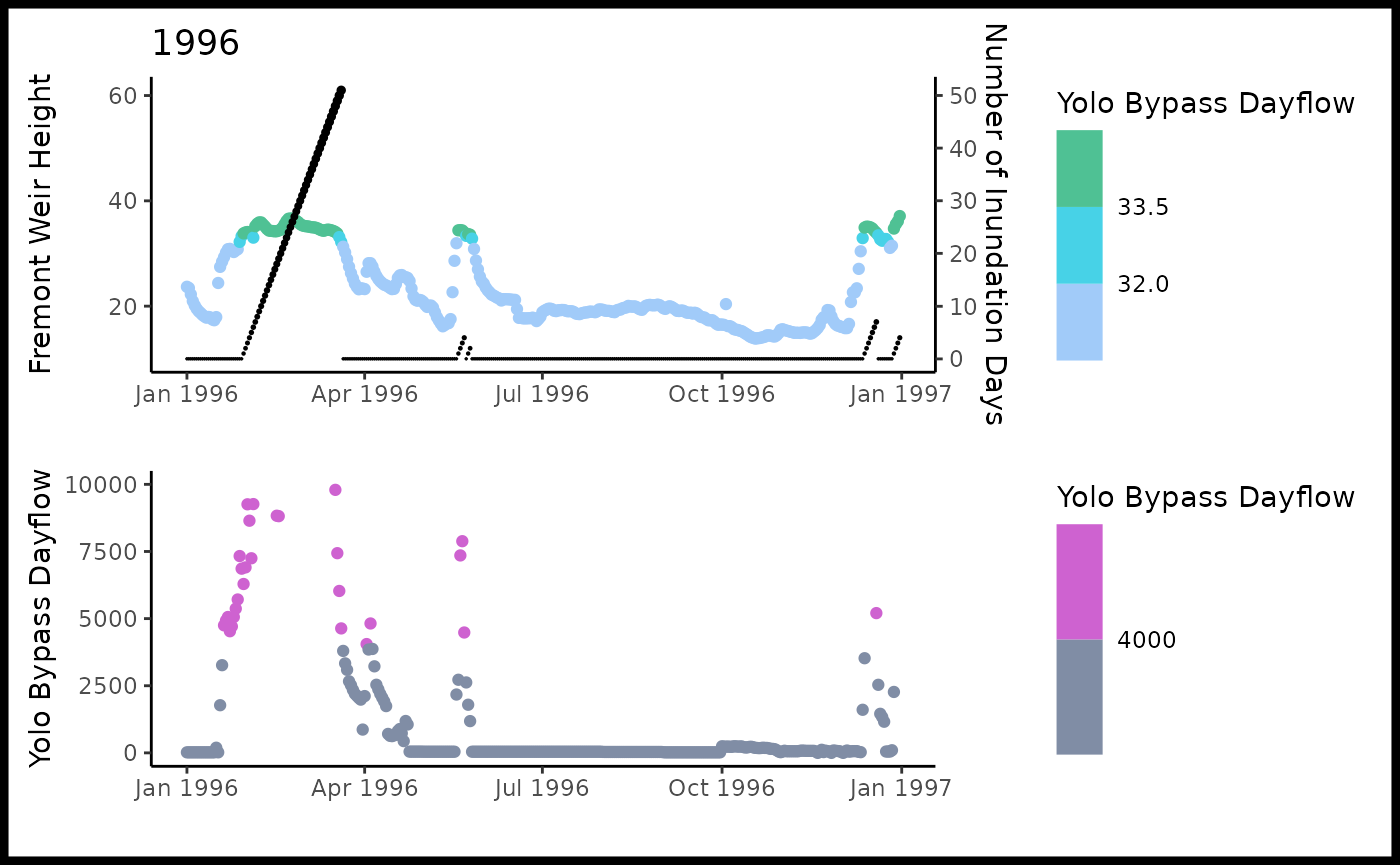 1996
Fremont Weir Height
60
40
20
50
40
30
20
10
0
Number of Inundation Days
Jan 1996
Apr 1996
Jul 1996
Oct 1996
Jan 1997
Yolo Bypass Dayflow
33.5
32.0
Yolo Bypass Dayflow
10000
7500
5000
2500
0
Jan 1996
Apr 1996
Jul 1996
Oct 1996
Jan 1997
Yolo Bypass Dayflow
4000